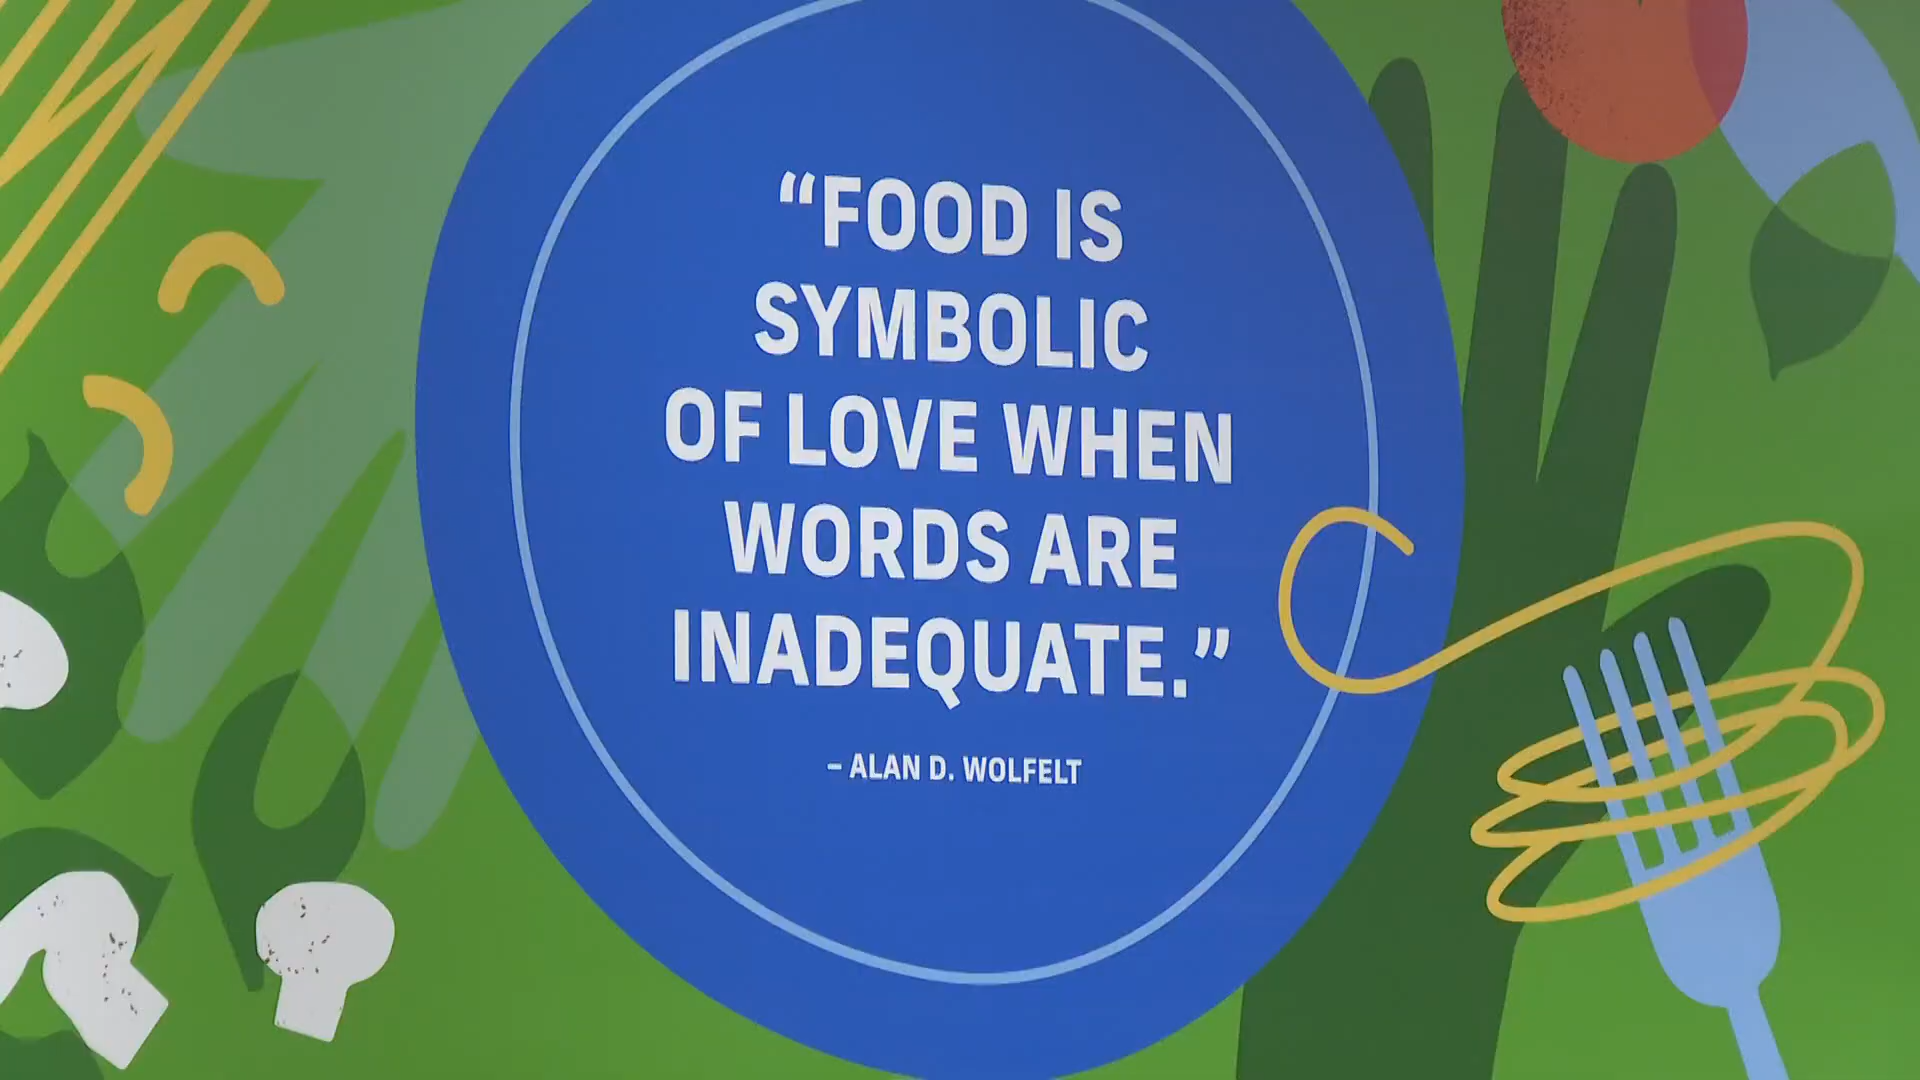 “FOOD IS
SYMBOLIC
OF LOVE WHEN
WORDS ARE
INADEQUATE.”
– ALAN D. WOLFELT